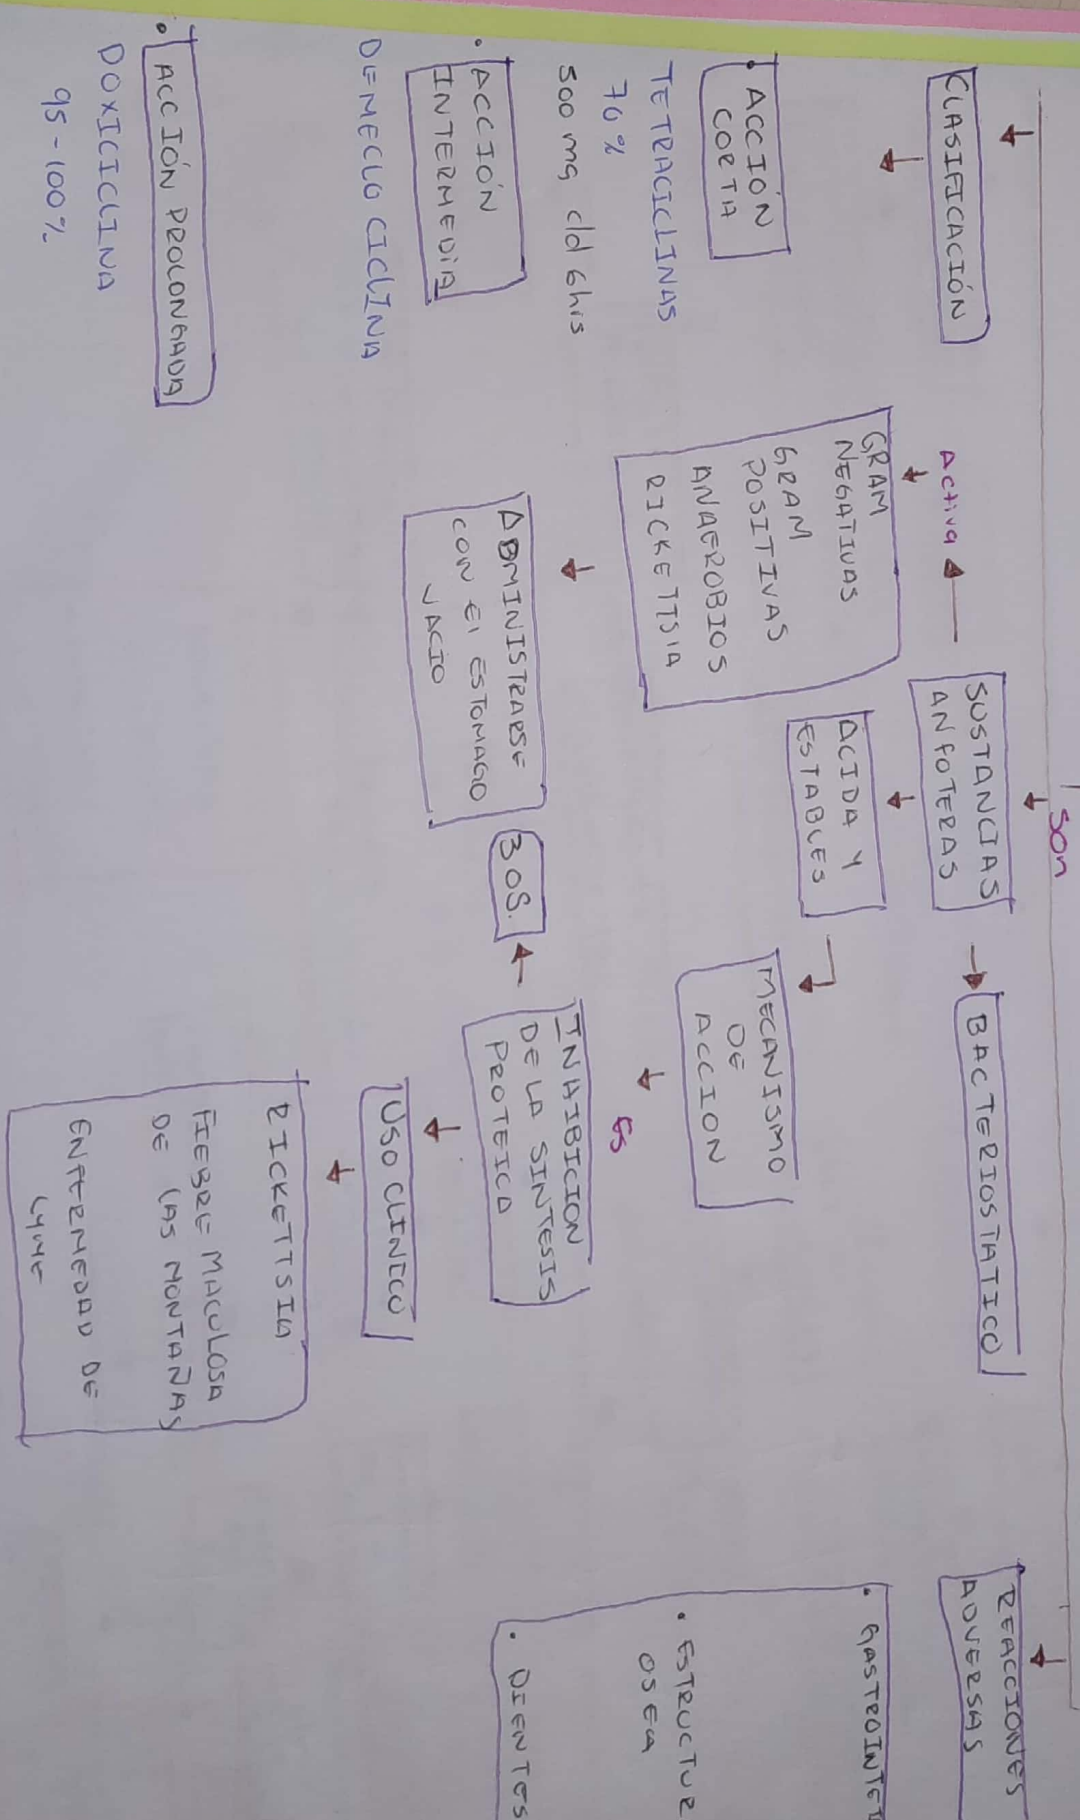 Son
CLASIFICACIÓN
• ACCIÓN
CORTA
TETRACICLINAS
70%
500 mg c/d 6hrs
• ACCIÓN
INTERMEDIA
DEMECLOCICLINA
• ACCIÓN PROLONGADA
DOXICICLINA
95-100%
Activa
GRAM
NEGATIVAS
GRAM
POSITIVAS
ANAEROBIOS
RICKETTSIA
ADMINISTRARSE
CON El ESTOMAGO
VACIO
SUSTANCIAS
ANFOTERAS
ACIDA Y
ESTABLES
BACTERIOSTATICO
MECANISMO
DE
ACCION
ES
INHIBICION
DE LA SINTESIS
PROTEICA
30S.
USO CLINICO
RICKETTSIA
FIEBRE MACULOSA
DE LAS MONTAÑAS
ENFERMEDAD DE
LYME
REACCIONES
ADVERSAS
• GASTROINTE
• ESTRUCTUR
OSEA
• DIENTES